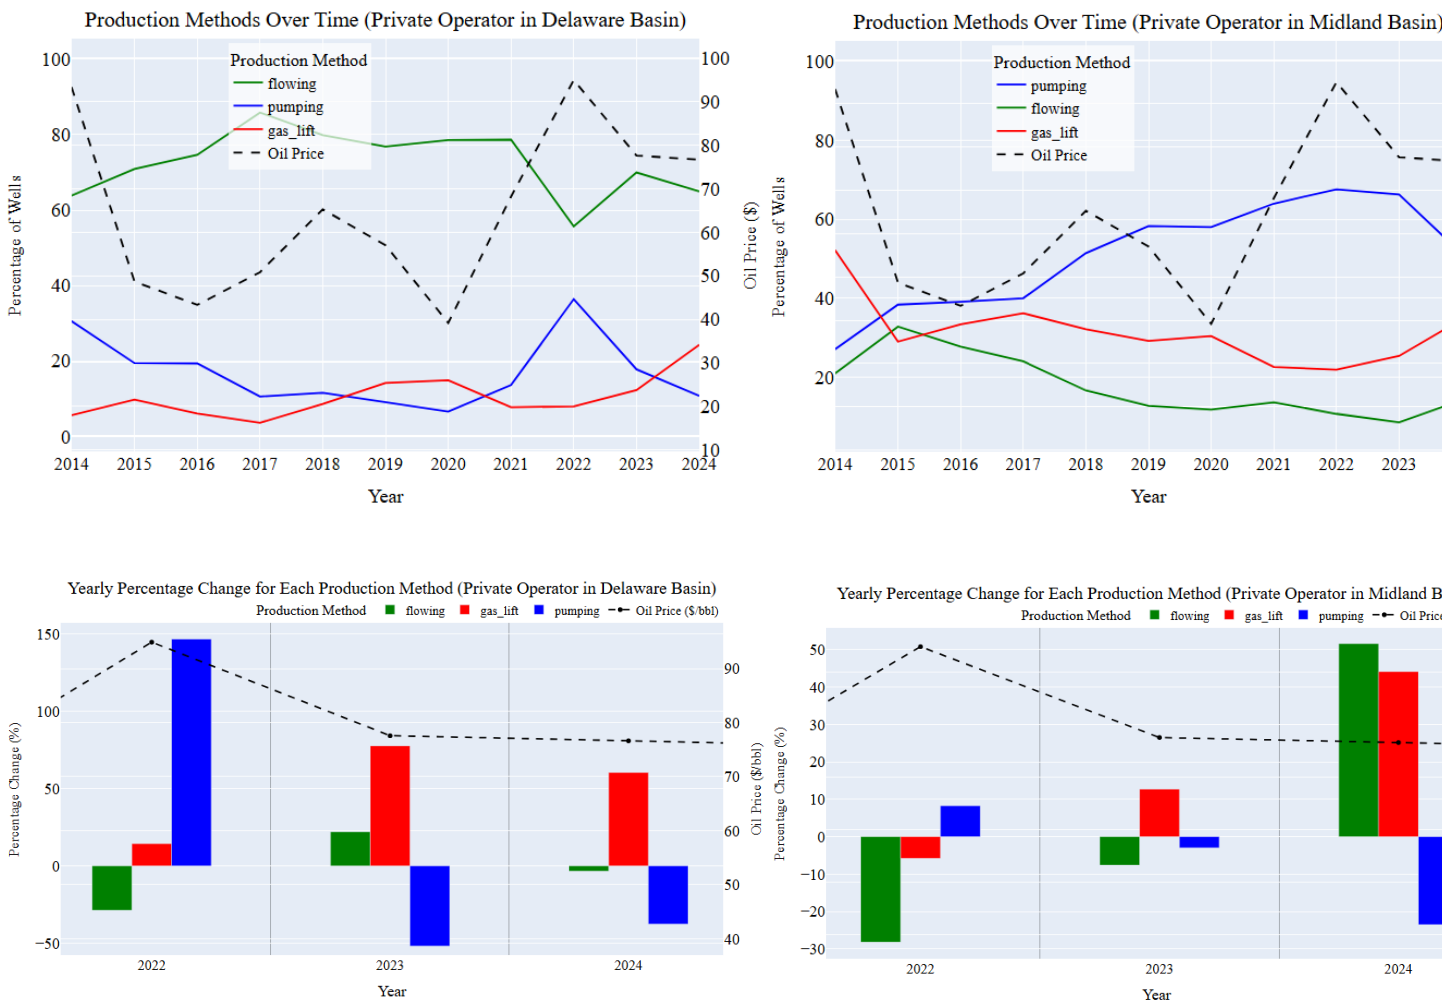 Production Methods Over Time (Private Operator in Delaware Basin)
Production Method
flowing
pumping
gas_lift
Oil Price
100
80
60
40
20
0
100
90
80
70
60
50
40
30
20
10
Percentage of Wells
Oil Price ($)
2014 2015 2016 2017 2018 2019 2020 2021 2022 2023 2024
Year
Production Methods Over Time (Private Operator in Midland Basin)
Production Method
pumping
flowing
gas_lift
Oil Price
100
80
60
40
20
Percentage of Wells
2014 2015 2016 2017 2018 2019 2020 2021 2022 2023
Year
Yearly Percentage Change for Each Production Method (Private Operator in Delaware Basin)
Production Method flowing gas_lift pumping Oil Price ($/bbl)
150
100
50
0
−50
90
80
70
60
50
40
Percentage Change (%)
Oil Price ($/bbl)
2022 2023 2024
Year
Yearly Percentage Change for Each Production Method (Private Operator in Midland B
Production Method flowing gas_lift pumping Oil Price
50
40
30
20
10
0
−10
−20
−30
Percentage Change (%)
2022 2023 2024
Year